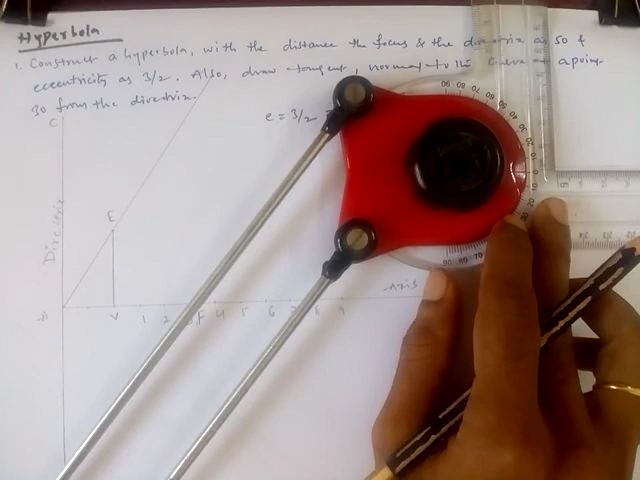 Hyperbola
1. Construct a hyperbola, with the distance the focus & the directrix as 50 &
eccentricity as 3/2. Also, draw tangent, normal to the curve at a point
30 from the directrix.
e = 3/2
C
Directrix
E
A V 1 2 3 F 4 5 6 7 8 9
Axis